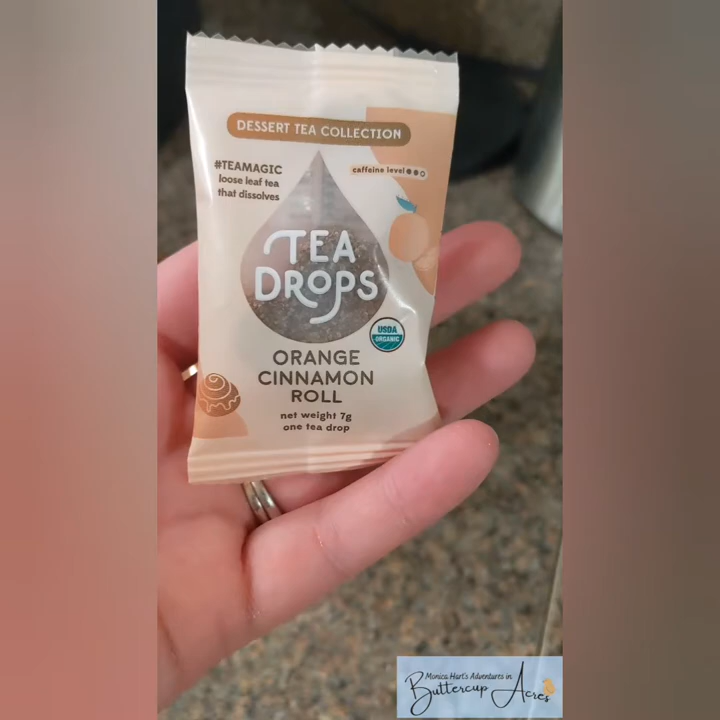 DESSERT TEA COLLECTION
#TEAMAGIC
loose leaf tea
that dissolves
caffeine level
TEA
DROPS
USDA
ORGANIC
ORANGE
CINNAMON
ROLL
net weight 7g
one tea drop
Monica Hart's Adventures in
Buttercup Acres